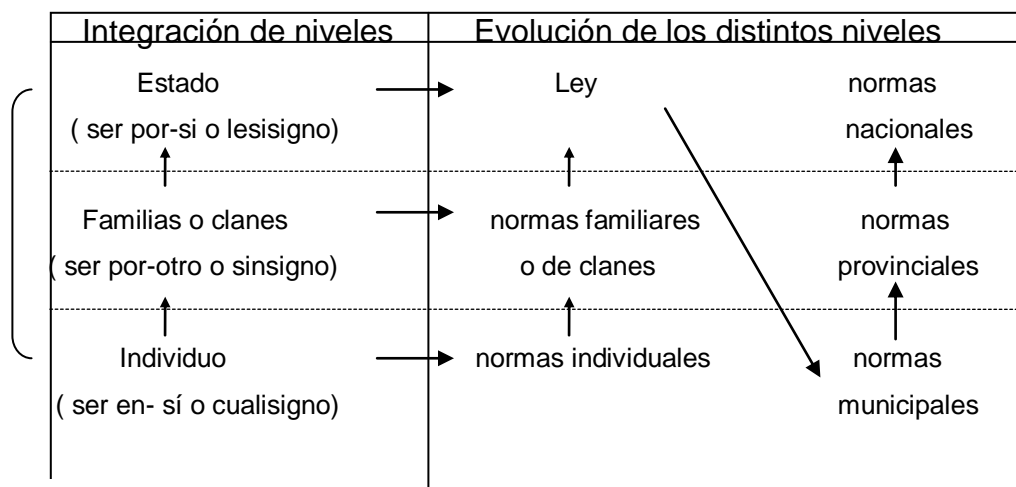 Integración de niveles
Evolución de los distintos niveles
Estado
Ley
normas
( ser por-si o lesisigno)
nacionales
Familias o clanes
normas familiares
normas
( ser por-otro o sinsigno)
o de clanes
provinciales
Individuo
normas individuales
normas
( ser en- sí o cualisigno)
municipales